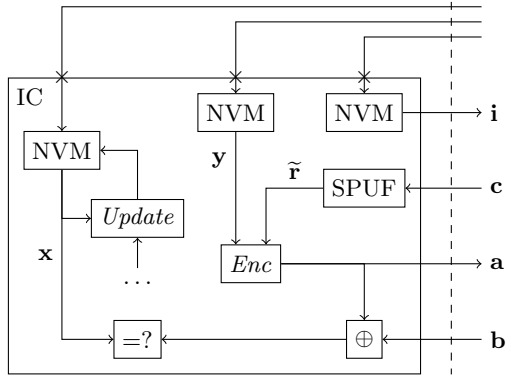 IC
NVM NVM i
NVM
y
r̃ SPUF c
Update
x
Enc a
...
=? ⊕ b